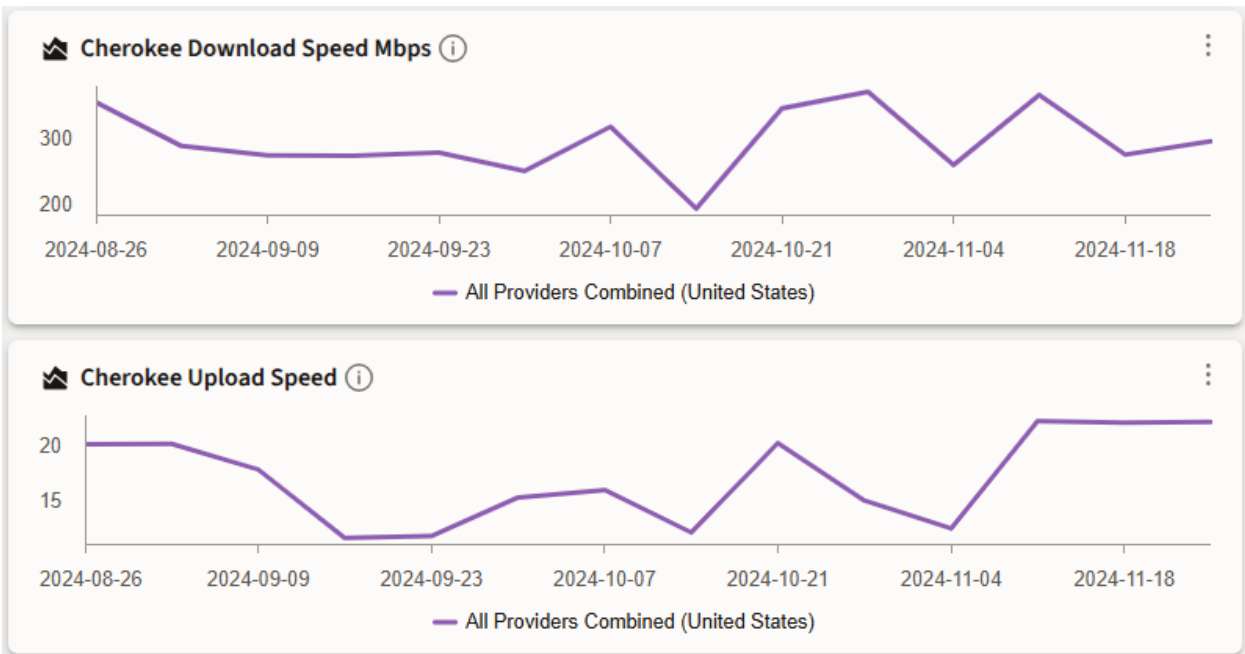 Cherokee Download Speed Mbps
300
200
2024-08-26 2024-09-09 2024-09-23 2024-10-07 2024-10-21 2024-11-04 2024-11-18
All Providers Combined (United States)
Cherokee Upload Speed
20
15
2024-08-26 2024-09-09 2024-09-23 2024-10-07 2024-10-21 2024-11-04 2024-11-18
All Providers Combined (United States)